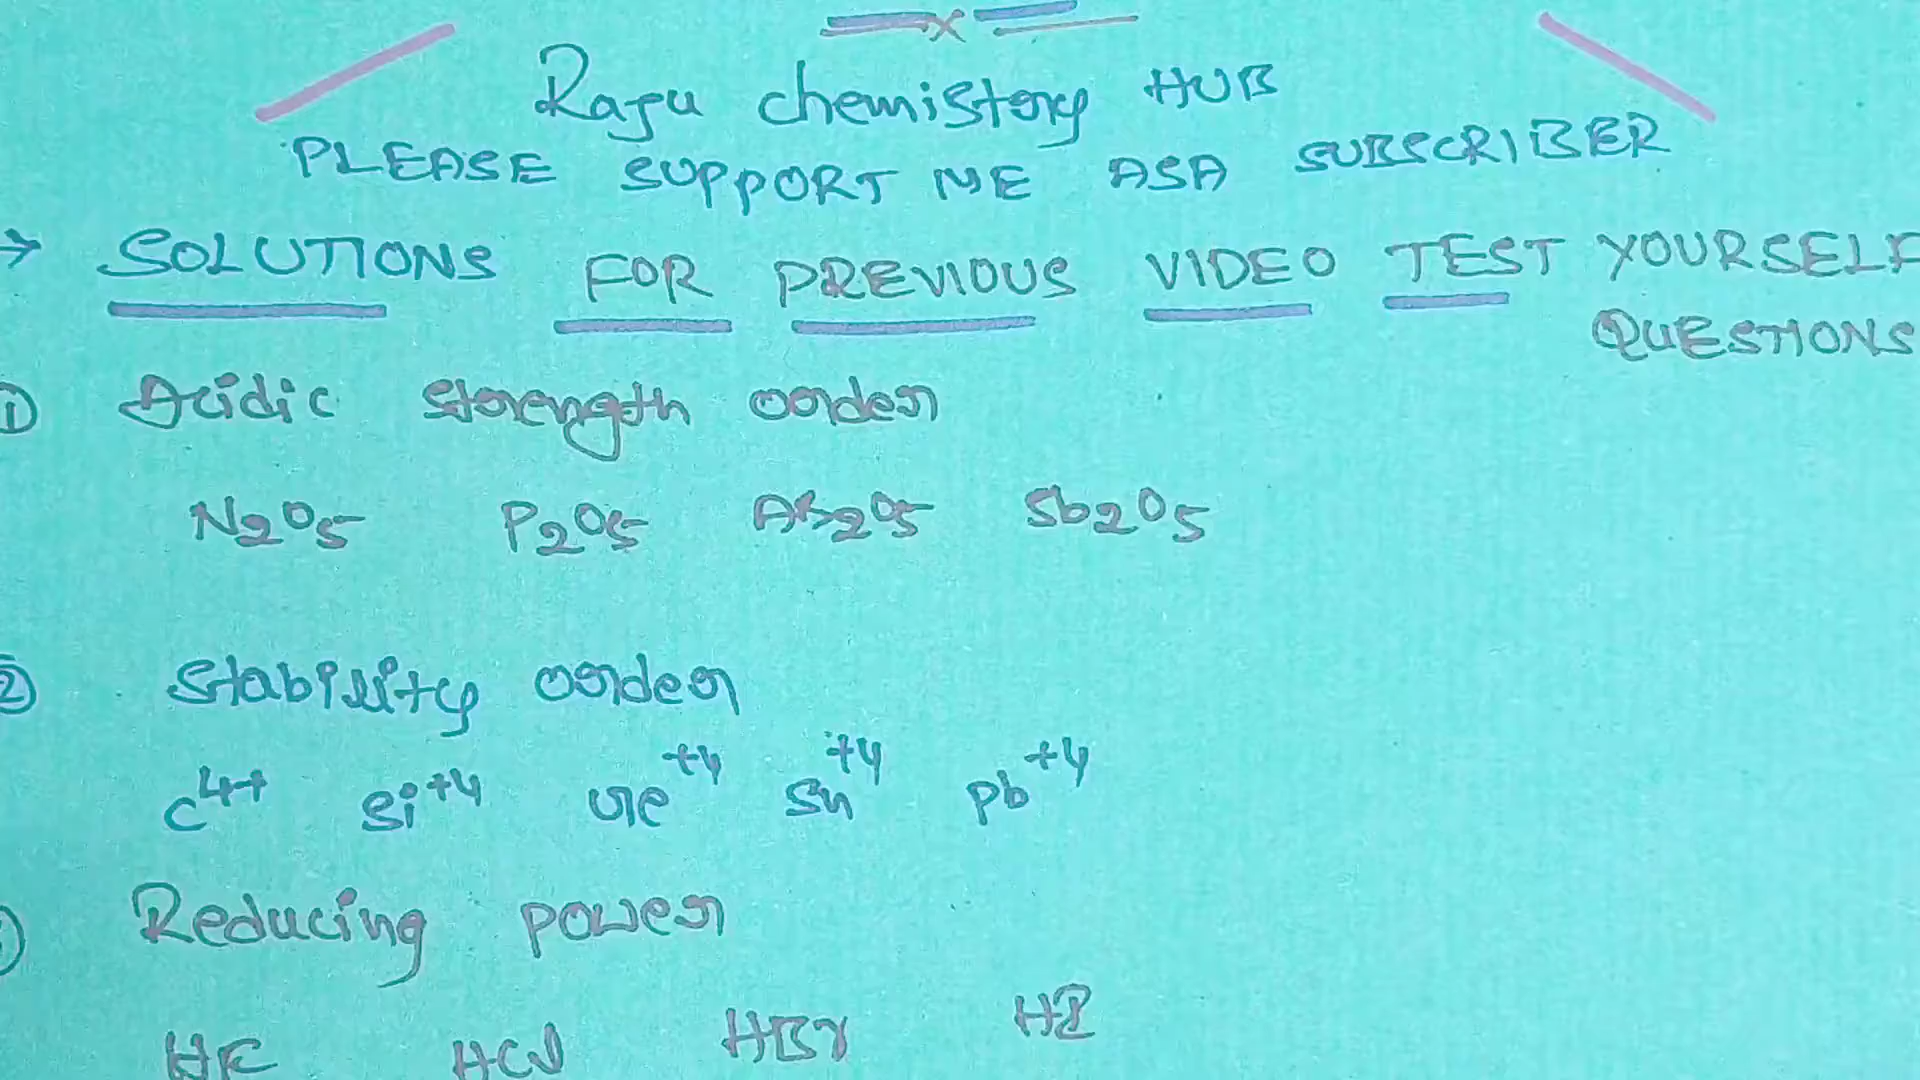 Raju chemistory HUB
PLEASE SUPPORT ME ASA SUBSCRIBER
→ SOLUTIONS FOR PREVIOUS VIDEO TEST YOURSELF
QUESTIONS
① Acidic strength order
N₂O₅ P₂O₅ As₂O₅ Sb₂O₅
② Stability order
C⁴⁺ Si⁺⁴ Ge⁺⁴ Sn⁺⁴ Pb⁺⁴
Reducing power
HF HCl HBr HI